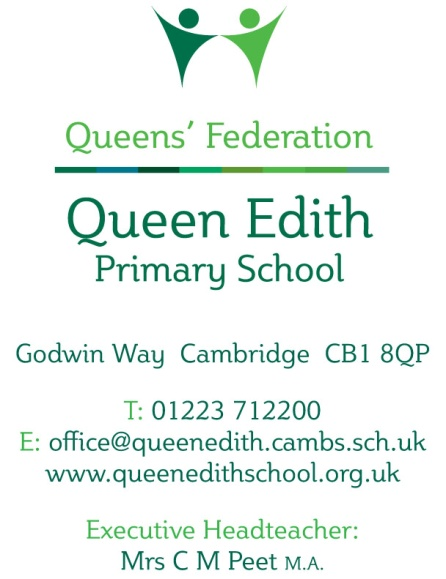 Queens’ Federation
Queen Edith
Primary School
Godwin Way Cambridge CB1 8QP
T: 01223 712200
E: office@queenedith.cambs.sch.uk
www.queenedithschool.org.uk
Executive Headteacher:
Mrs C M Peet M.A.